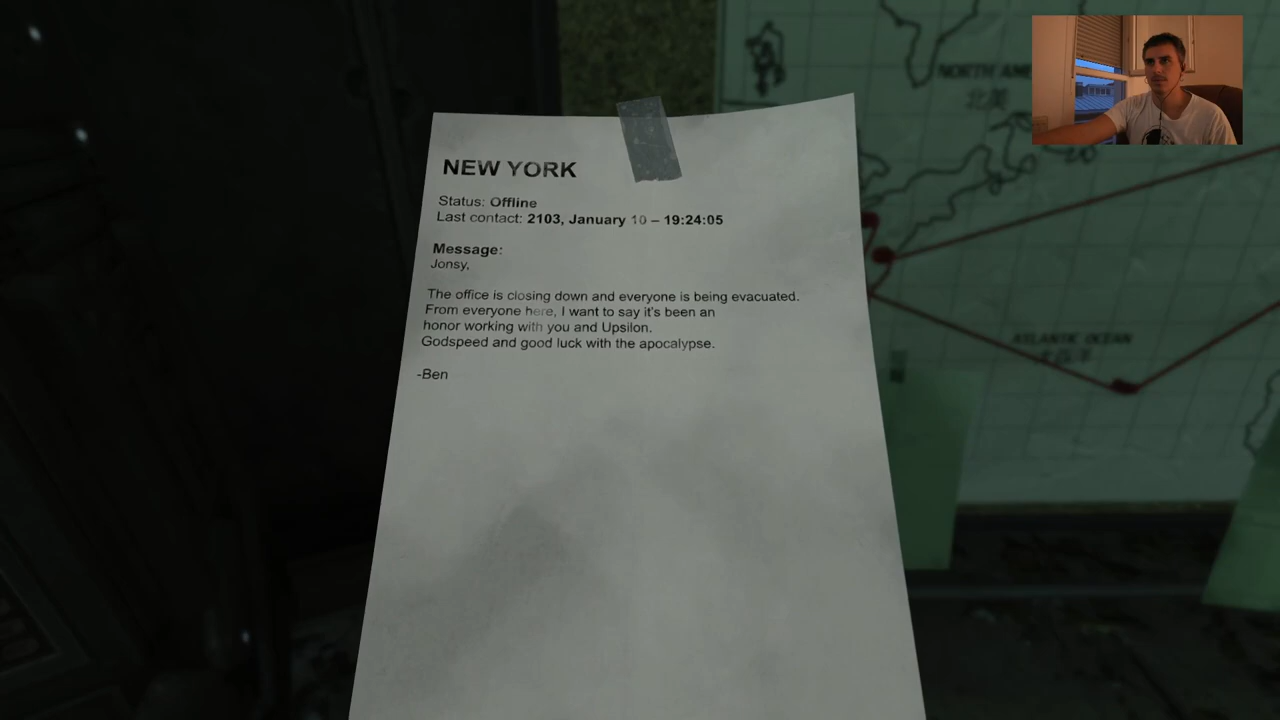 NEW YORK
Status: Offline
Last contact: 2103, January 10 – 19:24:05
Message:
Jonsy,
The office is closing down and everyone is being evacuated.
From everyone here, I want to say it's been an
honor working with you and Upsilon.
Godspeed and good luck with the apocalypse.
-Ben
NORTH AME
北美
ATLANTIC OCEAN